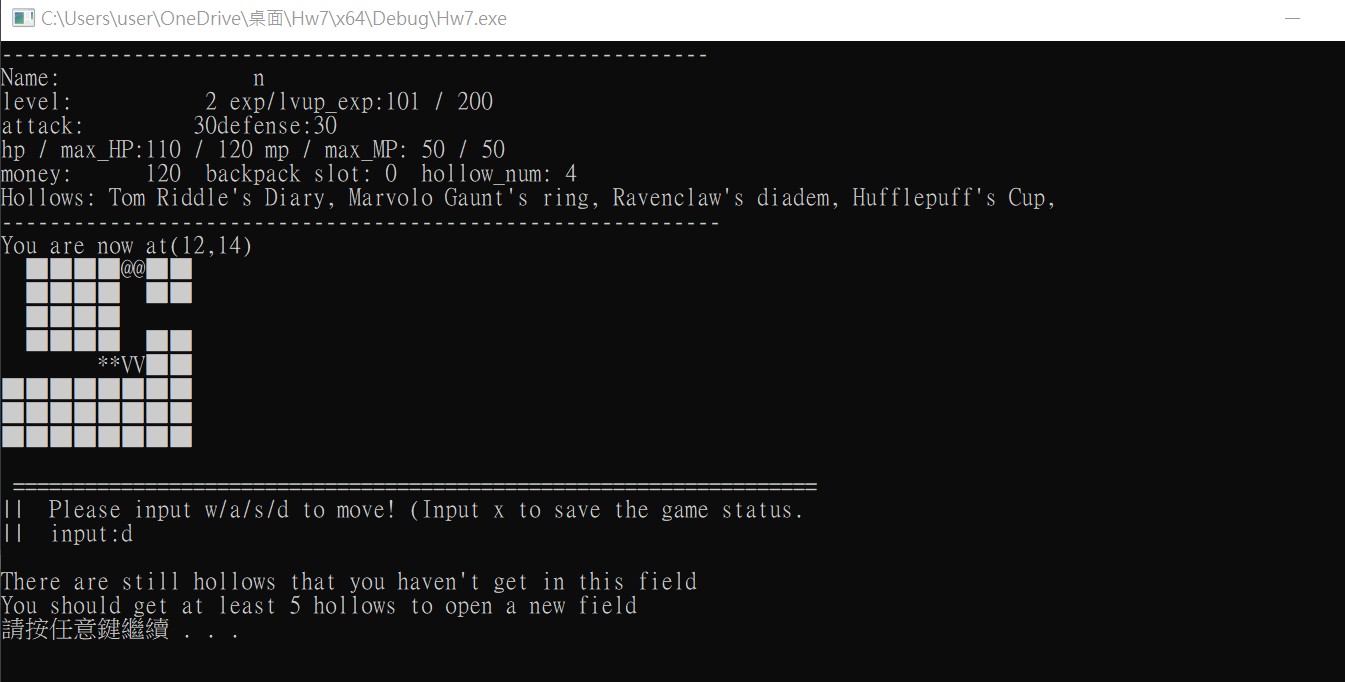 C:\Users\user\OneDrive\桌面\Hw7\x64\Debug\Hw7.exe
-----------------------------------------------------------
Name:                n
level:           2 exp/lvup_exp:101 / 200
attack:         30defense:30
hp / max_HP:110 / 120 mp / max_MP: 50 / 50
money:      120  backpack slot: 0  hollow_num: 4
Hollows: Tom Riddle's Diary, Marvolo Gaunt's ring, Ravenclaw's diadem, Hufflepuff's Cup,
------------------------------------------------------------
You are now at(12,14)
  ■■■■@@■■
  ■■■■  ■■
  ■■■■
  ■■■■  ■■
        **VV■■
■■■■■■■■
■■■■■■■■
■■■■■■■■
===================================================================
||  Please input w/a/s/d to move! (Input x to save the game status.
||  input:d
There are still hollows that you haven't get in this field
You should get at least 5 hollows to open a new field
請按任意鍵繼續 . . .